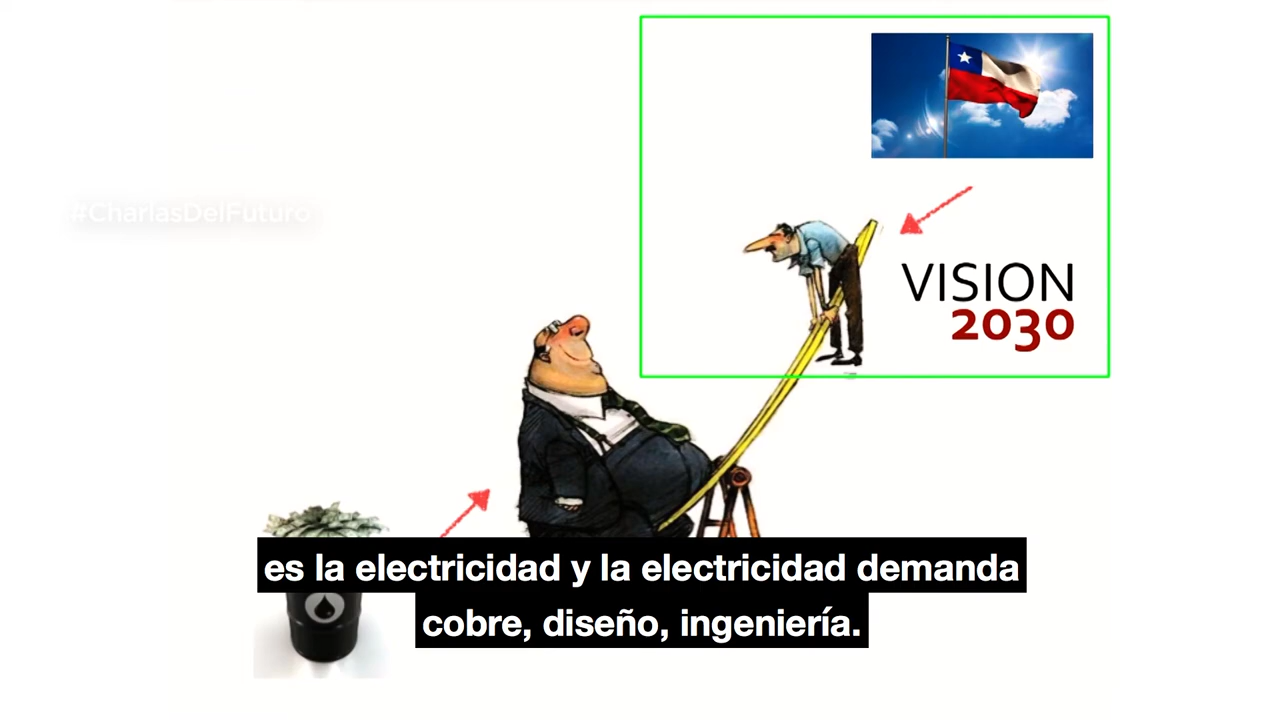 #CharlasDelFuturo
VISION
2030
es la electricidad y la electricidad demanda
cobre, diseño, ingeniería.